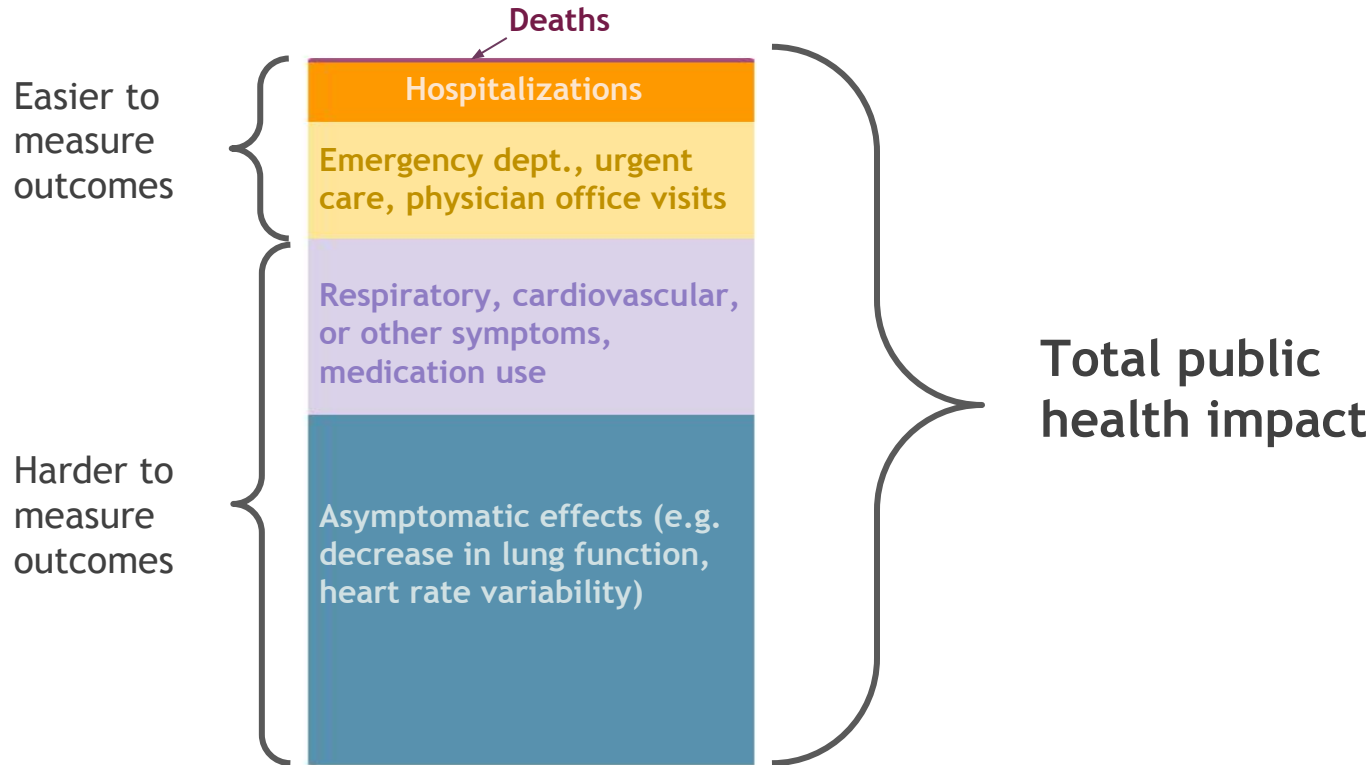 Deaths
Easier to
measure
outcomes
Hospitalizations
Emergency dept., urgent
care, physician office visits
Respiratory, cardiovascular,
or other symptoms,
medication use
Harder to
measure
outcomes
Asymptomatic effects (e.g.
decrease in lung function,
heart rate variability)
Total public
health impact